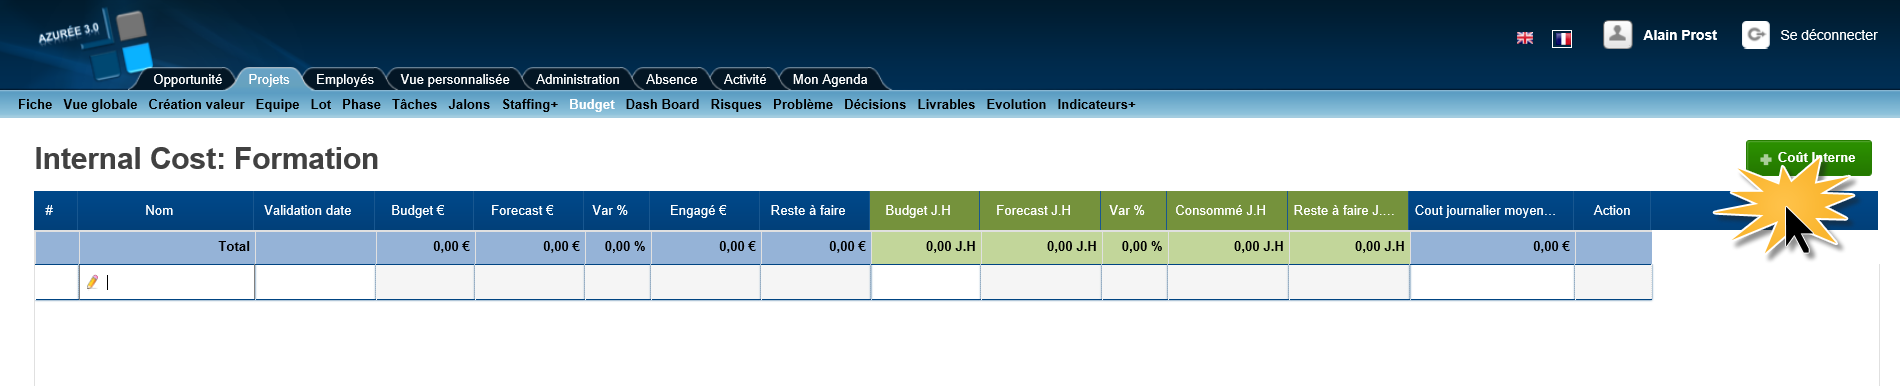 AZURÉE 3.0
Alain Prost Se déconnecter
Opportunité Projets Employés Vue personnalisée Administration Absence Activité Mon Agenda
Fiche Vue globale Création valeur Equipe Lot Phase Tâches Jalons Staffing+ Budget Dash Board Risques Problème Décisions Livrables Evolution Indicateurs+
Internal Cost: Formation
Coût Interne
# Nom Validation date Budget € Forecast € Var % Engagé € Reste à faire Budget J.H Forecast J.H Var % Consommé J.H Reste à faire J.... Cout journalier moyen... Action
Total 0,00 € 0,00 € 0,00 % 0,00 € 0,00 € 0,00 J.H 0,00 J.H 0,00 % 0,00 J.H 0,00 J.H 0,00 €